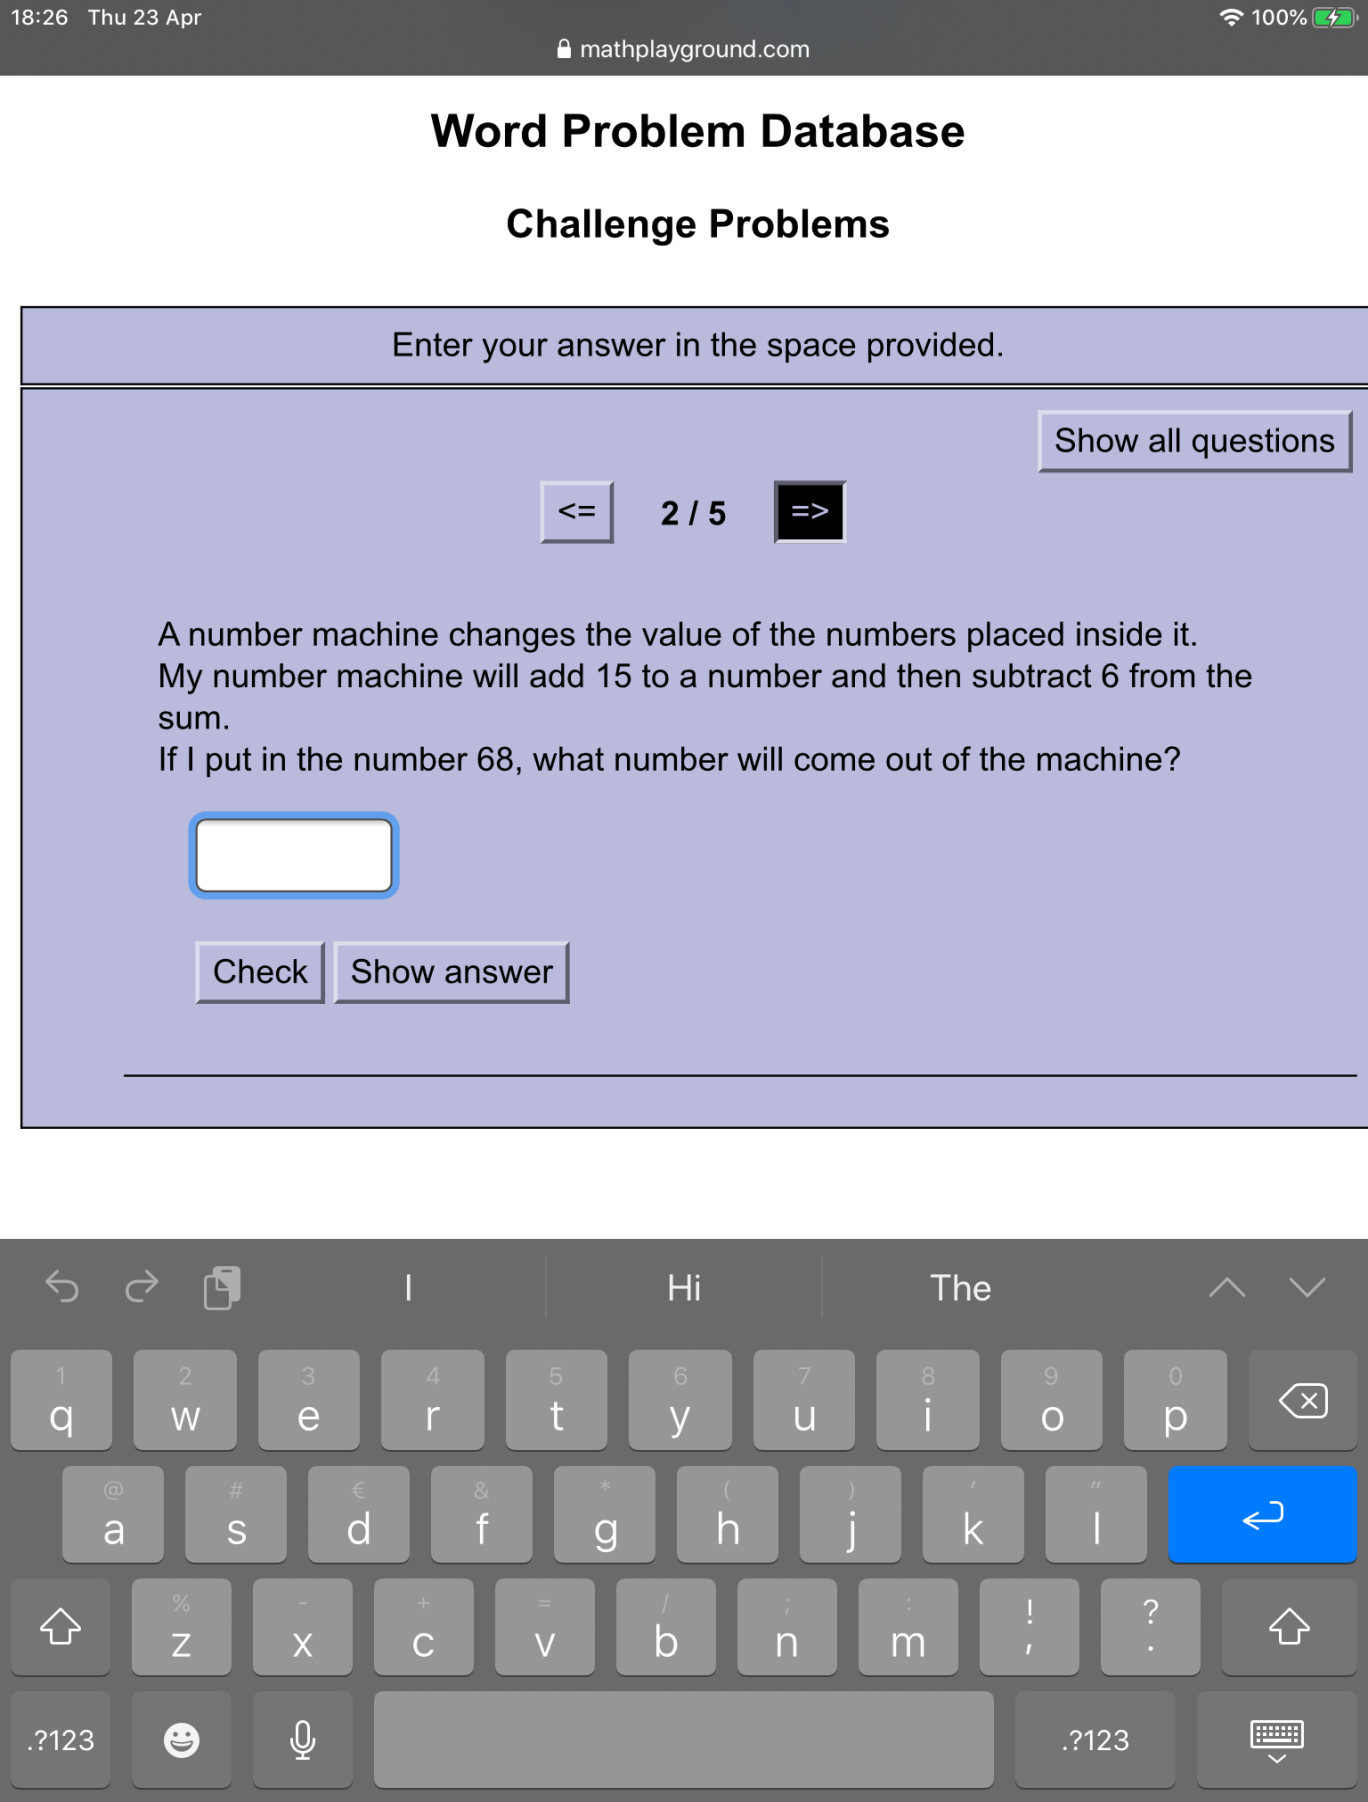 18:26 Thu 23 Apr 100%
mathplayground.com
Word Problem Database
Challenge Problems
Enter your answer in the space provided.
Show all questions
<= 2 / 5 =>
A number machine changes the value of the numbers placed inside it.
My number machine will add 15 to a number and then subtract 6 from the
sum.
If I put in the number 68, what number will come out of the machine?
Check Show answer
I Hi The
1 2 3 4 5 6 7 8 9 0
q w e r t y u i o p
@ # € & * ( ) ' "
a s d f g h j k l
% - + = / ; : ! ?
z x c v b n m , .
.?123 .?123